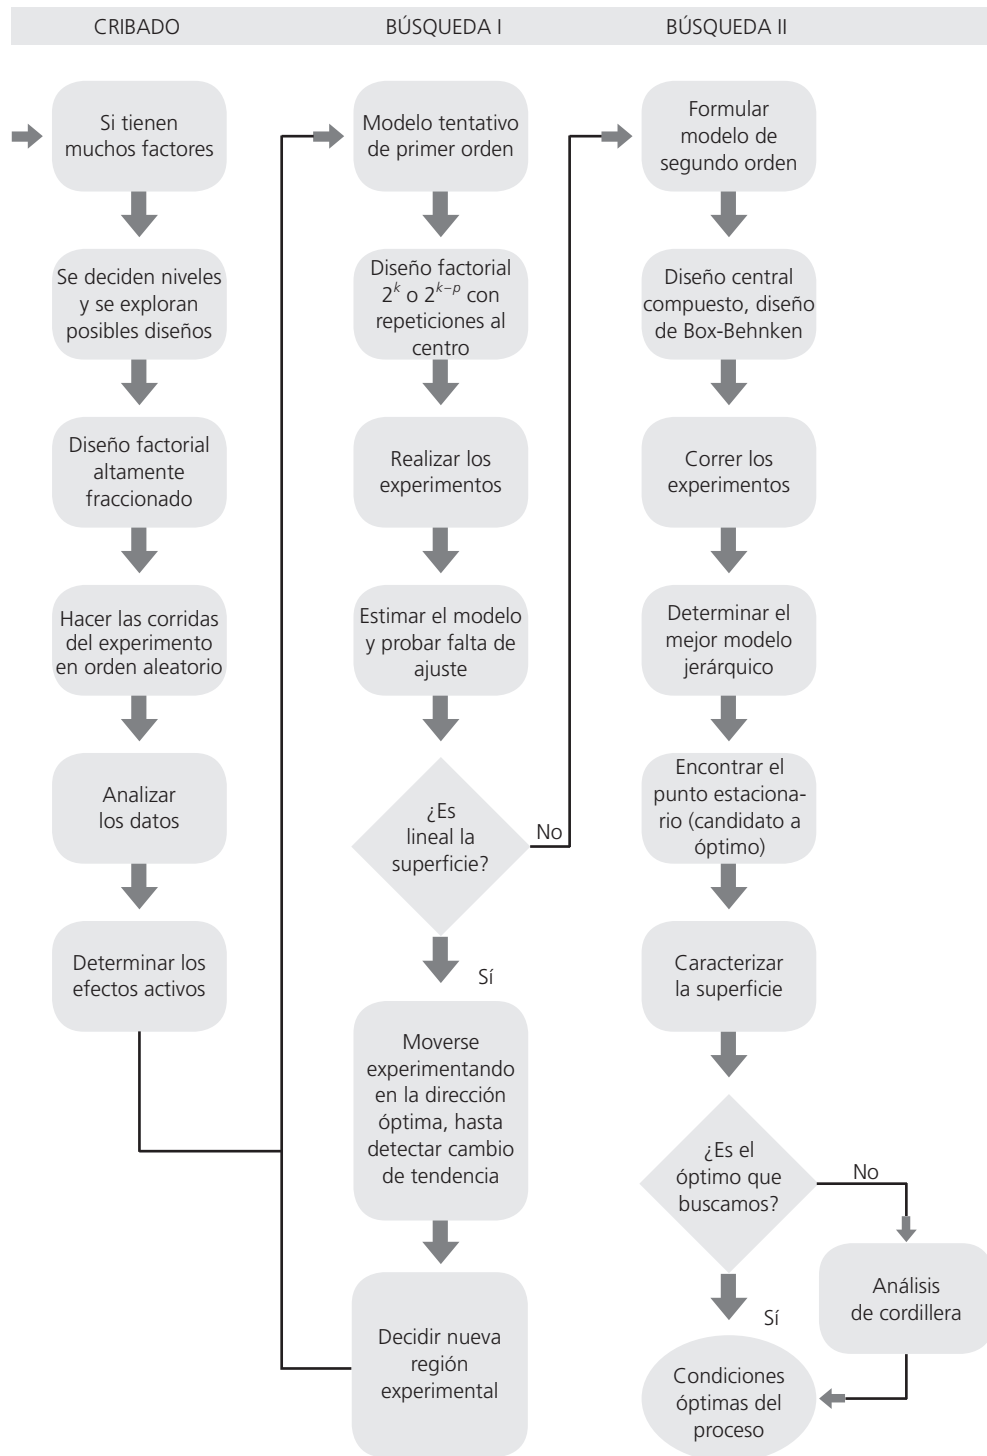 CRIBADO
Si tienen
muchos factores
Se deciden niveles
y se exploran
posibles diseños
Diseño factorial
altamente
fraccionado
Hacer las corridas
del experimento
en orden aleatorio
Analizar
los datos
Determinar los
efectos activos
BÚSQUEDA I
Modelo tentativo
de primer orden
Diseño factorial
2^k o 2^{k–p} con
repeticiones al
centro
Realizar los
experimentos
Estimar el modelo
y probar falta de
ajuste
¿Es
lineal la
superficie?
No
Sí
Moverse
experimentando
en la dirección
óptima, hasta
detectar cambio
de tendencia
Decidir nueva
región
experimental
BÚSQUEDA II
Formular
modelo de
segundo orden
Diseño central
compuesto, diseño
de Box-Behnken
Correr los
experimentos
Determinar el
mejor modelo
jerárquico
Encontrar el
punto estaciona-
rio (candidato a
óptimo)
Caracterizar
la superficie
¿Es el
óptimo que
buscamos?
No
Análisis
de cordillera
Sí
Condiciones
óptimas del
proceso